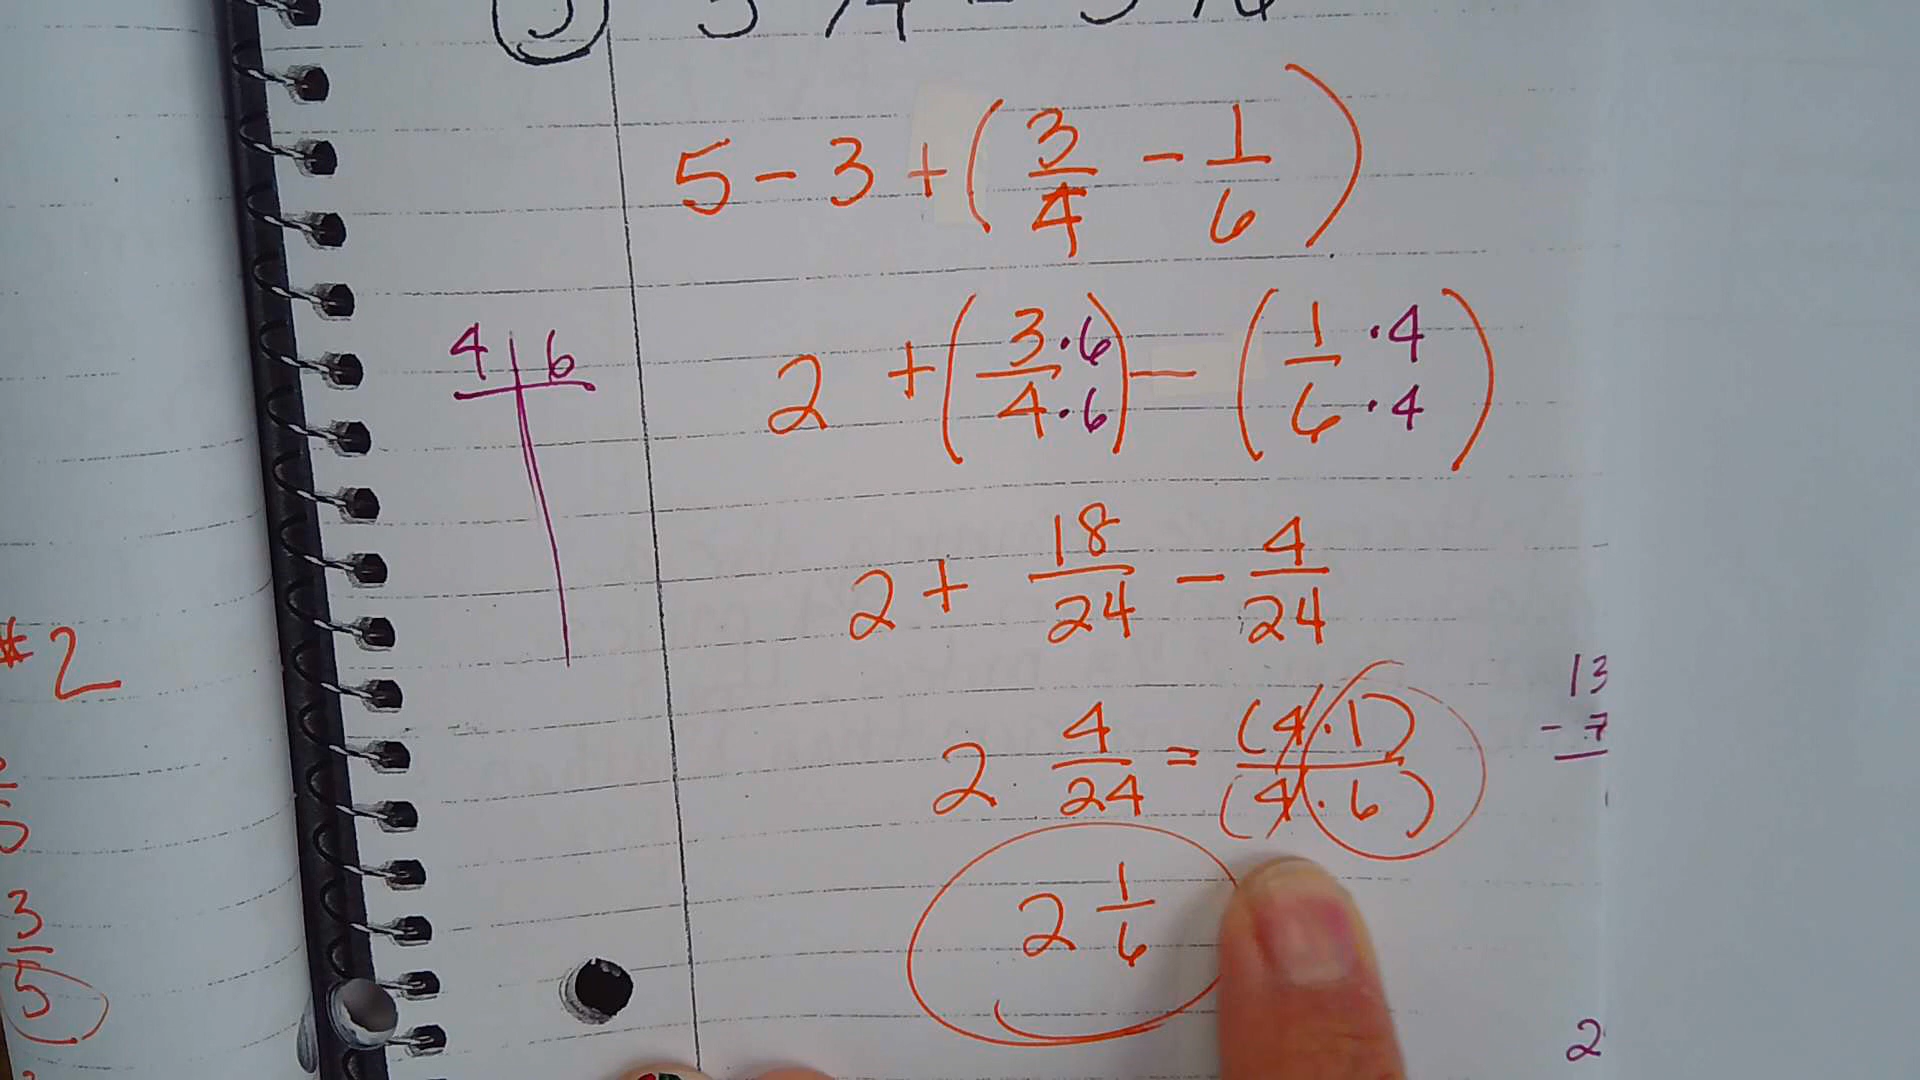 5 - 3 + (3/4 - 1/6)
4 | 6
2 + (3·6/4·6) - (1·4/6·4)
2 + 18/24 - 4/24
2 4/24 = (4·1)/(4·6)
2 1/6
#2
3
5
13
- 7
2